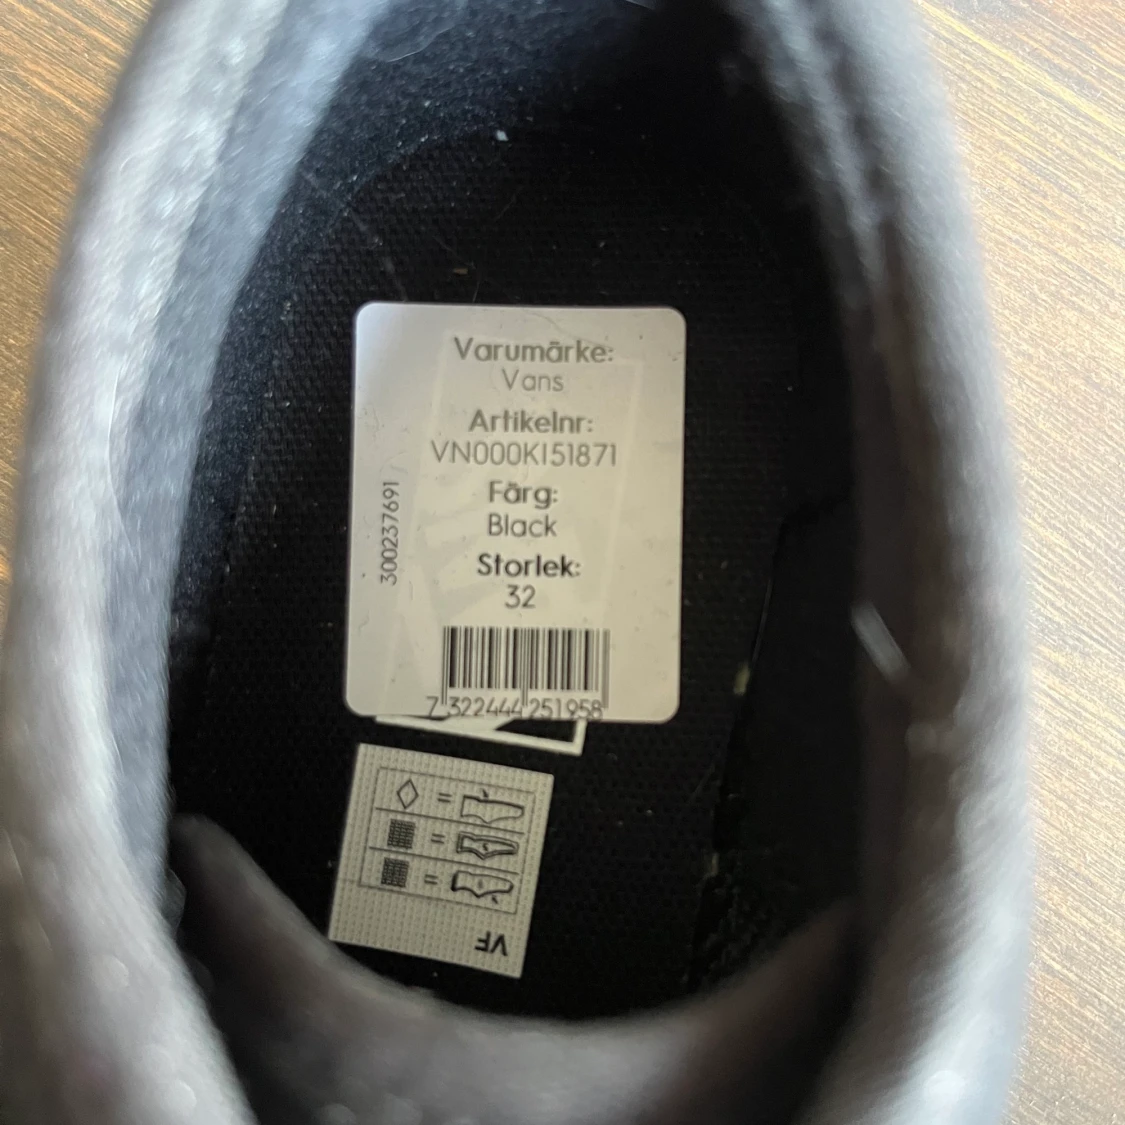 Varumärke:
Vans
Artikelnr:
VN000KI51871
Färg:
Black
Storlek:
32
300237691
7 322444 251958
= 
=
=
VF